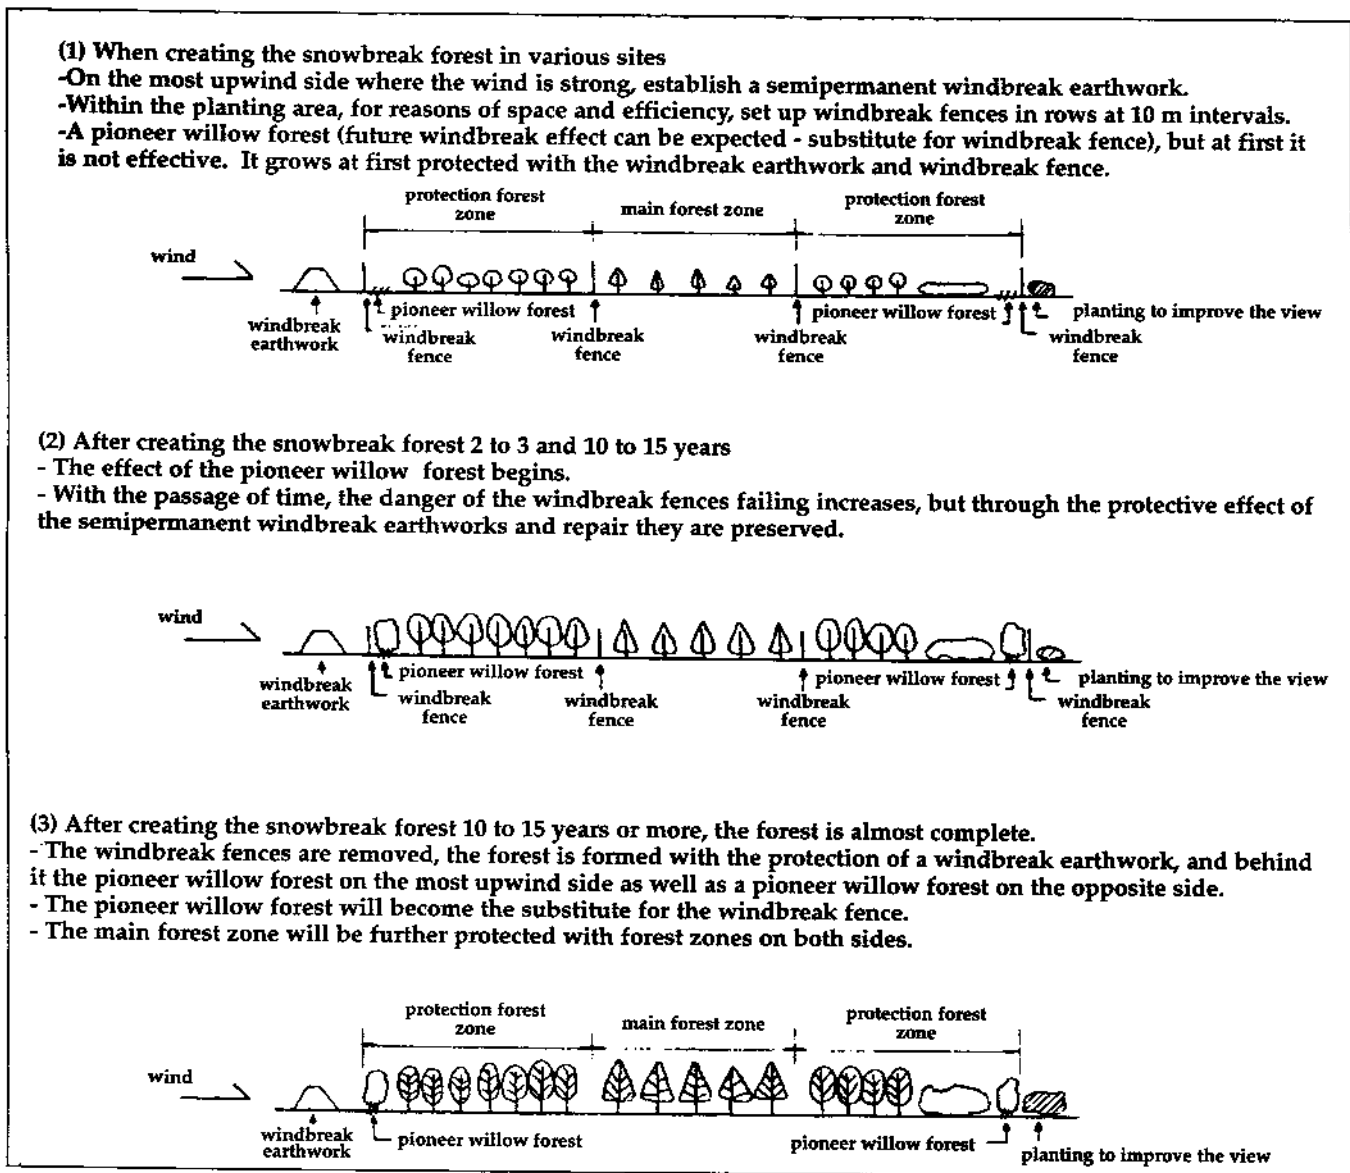 (1) When creating the snowbreak forest in various sites
-On the most upwind side where the wind is strong, establish a semipermanent windbreak earthwork.
-Within the planting area, for reasons of space and efficiency, set up windbreak fences in rows at 10 m intervals.
-A pioneer willow forest (future windbreak effect can be expected - substitute for windbreak fence), but at first it
is not effective. It grows at first protected with the windbreak earthwork and windbreak fence.
protection forest
zone
main forest zone
protection forest
zone
wind
windbreak
earthwork
pioneer willow forest
windbreak
fence
windbreak
fence
windbreak
fence
pioneer willow forest
windbreak
fence
planting to improve the view
(2) After creating the snowbreak forest 2 to 3 and 10 to 15 years
- The effect of the pioneer willow forest begins.
- With the passage of time, the danger of the windbreak fences failing increases, but through the protective effect of
the semipermanent windbreak earthworks and repair they are preserved.
wind
windbreak
earthwork
pioneer willow forest
windbreak
fence
windbreak
fence
windbreak
fence
pioneer willow forest
windbreak
fence
planting to improve the view
(3) After creating the snowbreak forest 10 to 15 years or more, the forest is almost complete.
- The windbreak fences are removed, the forest is formed with the protection of a windbreak earthwork, and behind
it the pioneer willow forest on the most upwind side as well as a pioneer willow forest on the opposite side.
- The pioneer willow forest will become the substitute for the windbreak fence.
- The main forest zone will be further protected with forest zones on both sides.
protection forest
zone
main forest zone
protection forest
zone
wind
windbreak
earthwork
pioneer willow forest
pioneer willow forest
planting to improve the view